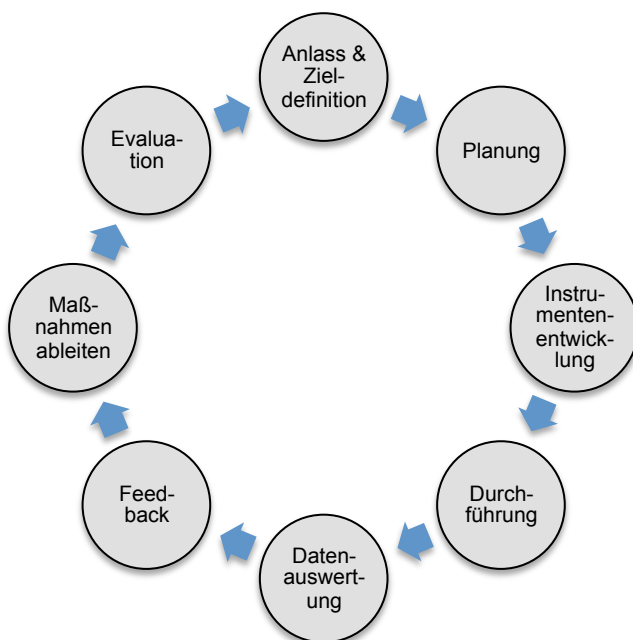 Anlass &
Ziel-
definition
Planung
Instru-
menten-
entwick-
lung
Durch-
führung
Daten-
auswert-
ung
Feed-
back
Maß-
nahmen
ableiten
Evalua-
tion